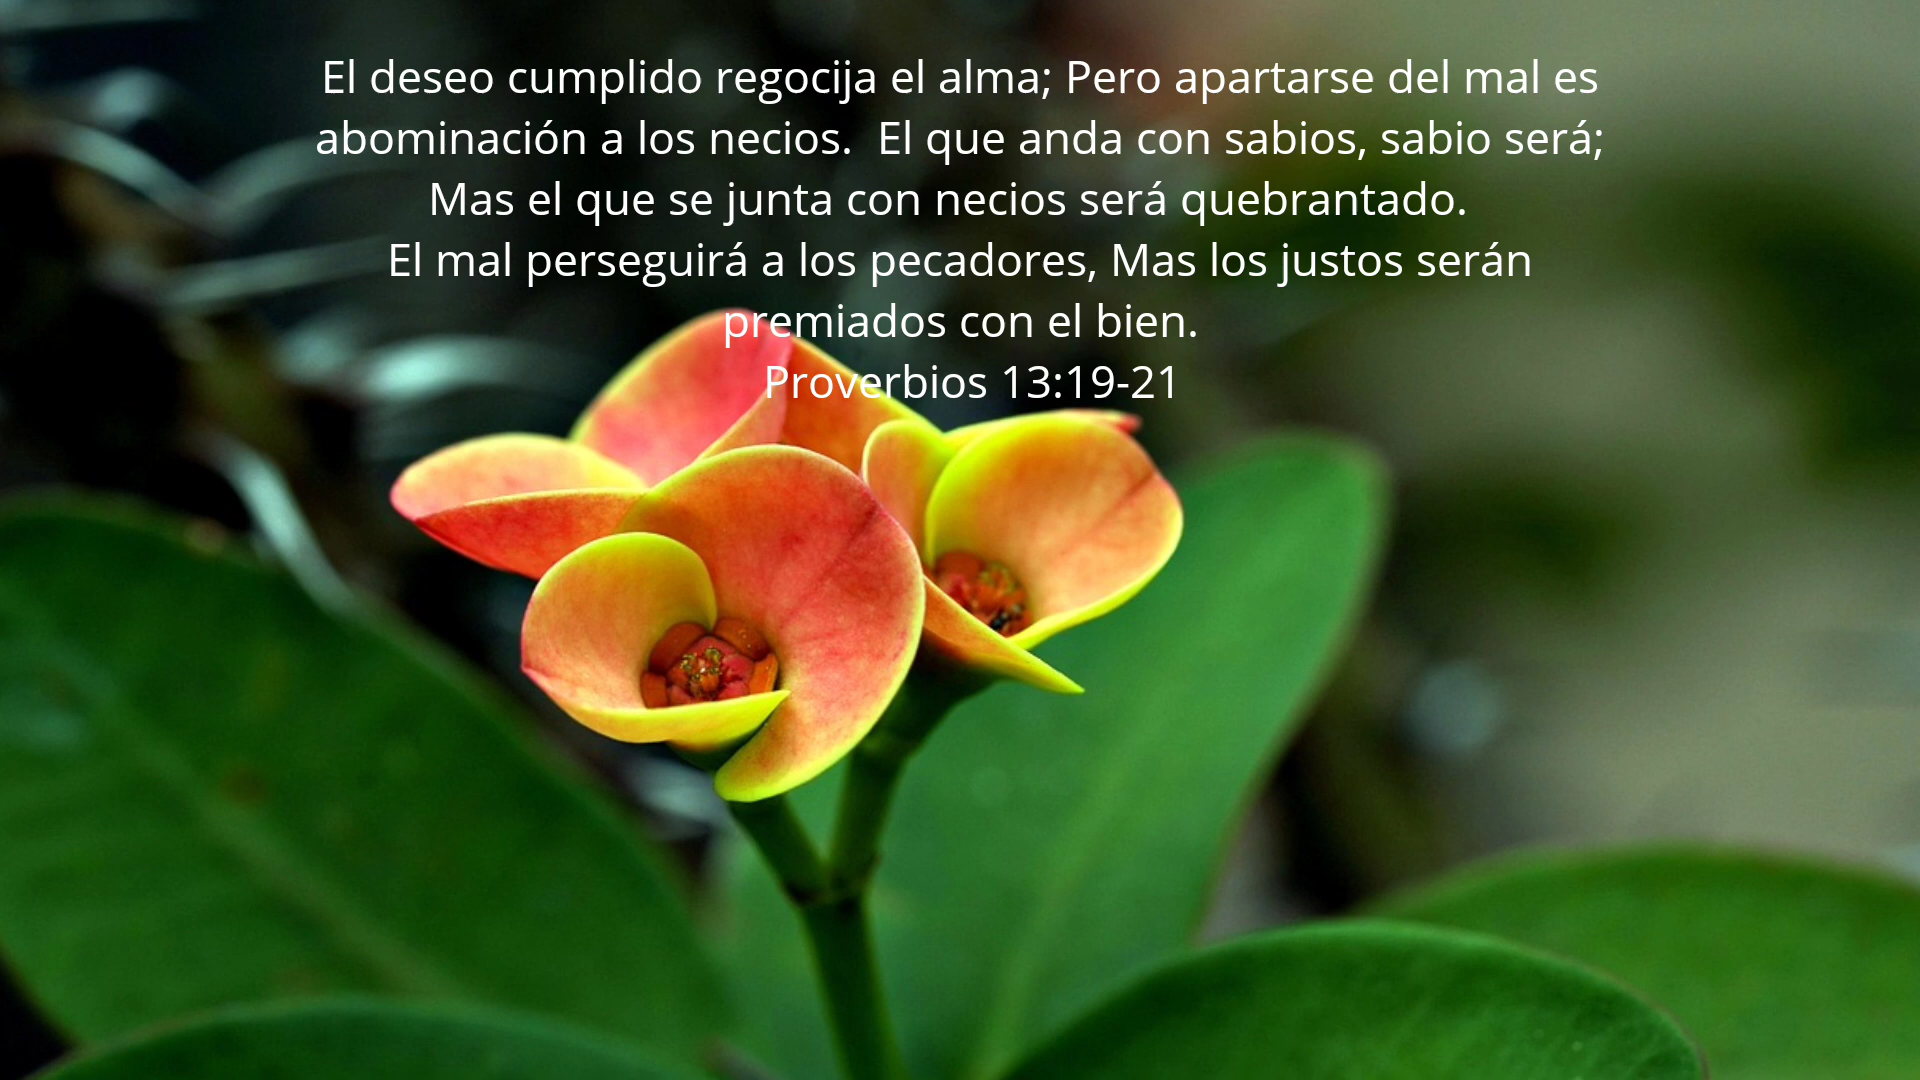 El deseo cumplido regocija el alma; Pero apartarse del mal es
abominación a los necios.  El que anda con sabios, sabio será;
Mas el que se junta con necios será quebrantado.
El mal perseguirá a los pecadores, Mas los justos serán
premiados con el bien.
Proverbios 13:19-21